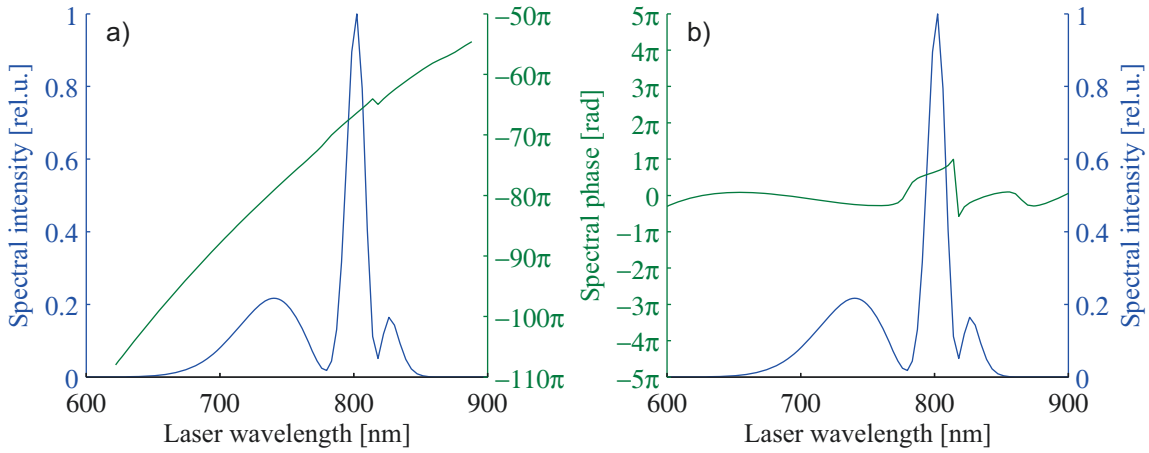 a)
Spectral intensity [rel.u.]
1
0.8
0.6
0.4
0.2
0
600
700
800
900
Laser wavelength [nm]
−50π
−60π
−70π
−80π
−90π
−100π
−110π
b)
Spectral phase [rad]
5π
4π
3π
2π
1π
0
−1π
−2π
−3π
−4π
−5π
600
700
800
900
Laser wavelength [nm]
1
0.8
0.6
0.4
0.2
0
Spectral intensity [rel.u.]